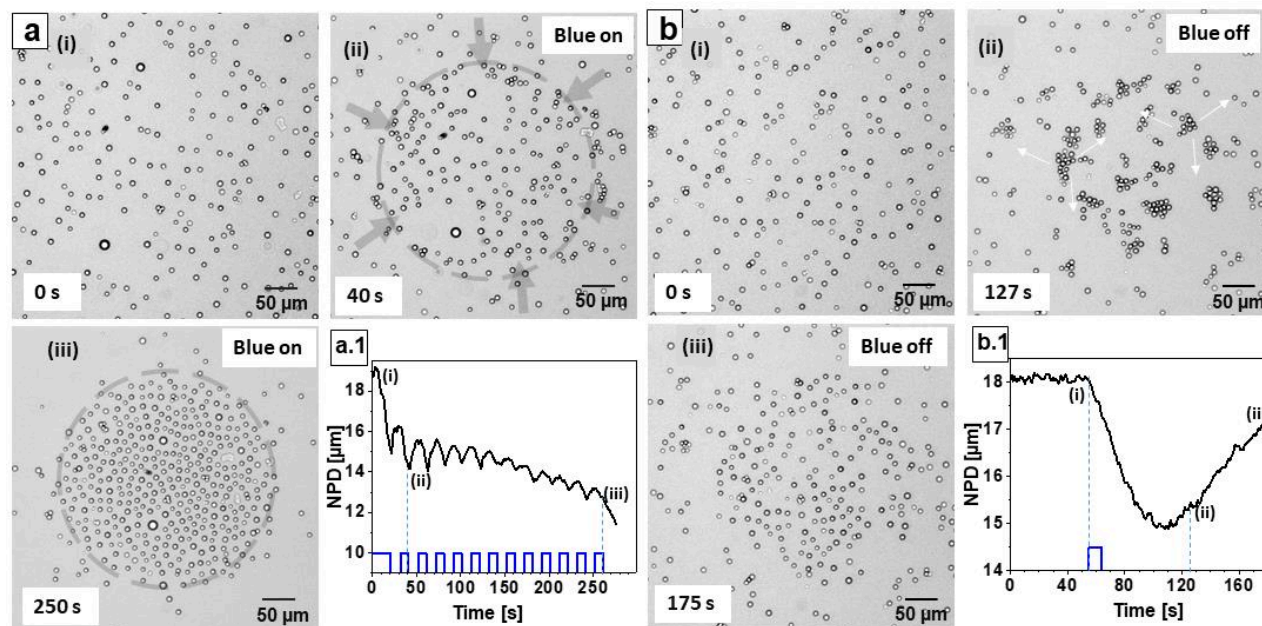 a
(i)
0 s
50 µm
(ii)
Blue on
40 s
50 µm
(iii)
Blue on
250 s
50 µm
a.1
NPD [µm]
18
16
14
12
10
(i)
(ii)
(iii)
0 50 100 150 200 250
Time [s]
b
(i)
0 s
50 µm
(ii)
Blue off
127 s
50 µm
(iii)
Blue off
175 s
50 µm
b.1
NPD [µm]
18
17
16
15
14
(i)
(ii)
(ii
0 40 80 120 160
Time [s]